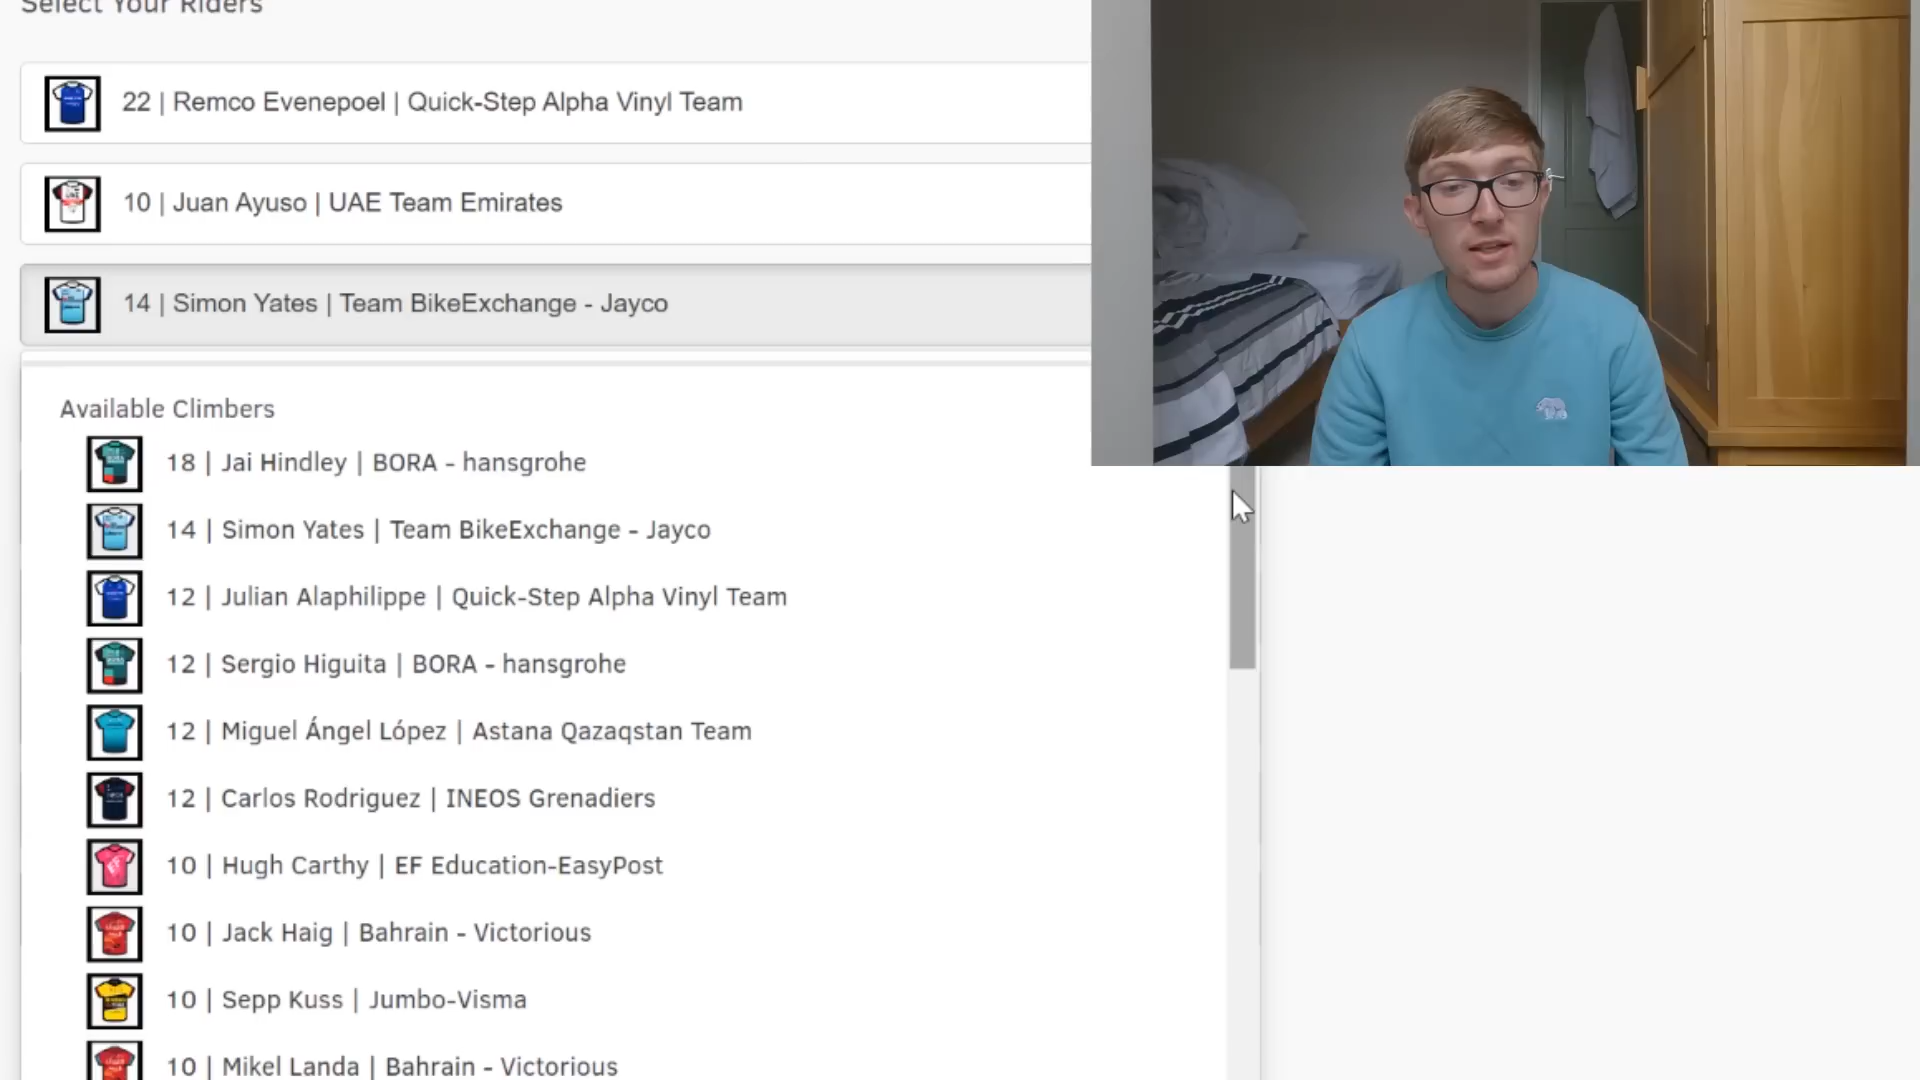 Select Your Riders
22 | Remco Evenepoel | Quick-Step Alpha Vinyl Team
10 | Juan Ayuso | UAE Team Emirates
14 | Simon Yates | Team BikeExchange - Jayco
Available Climbers
18 | Jai Hindley | BORA - hansgrohe
14 | Simon Yates | Team BikeExchange - Jayco
12 | Julian Alaphilippe | Quick-Step Alpha Vinyl Team
12 | Sergio Higuita | BORA - hansgrohe
12 | Miguel Ángel López | Astana Qazaqstan Team
12 | Carlos Rodriguez | INEOS Grenadiers
10 | Hugh Carthy | EF Education-EasyPost
10 | Jack Haig | Bahrain - Victorious
10 | Sepp Kuss | Jumbo-Visma
10 | Mikel Landa | Bahrain - Victorious